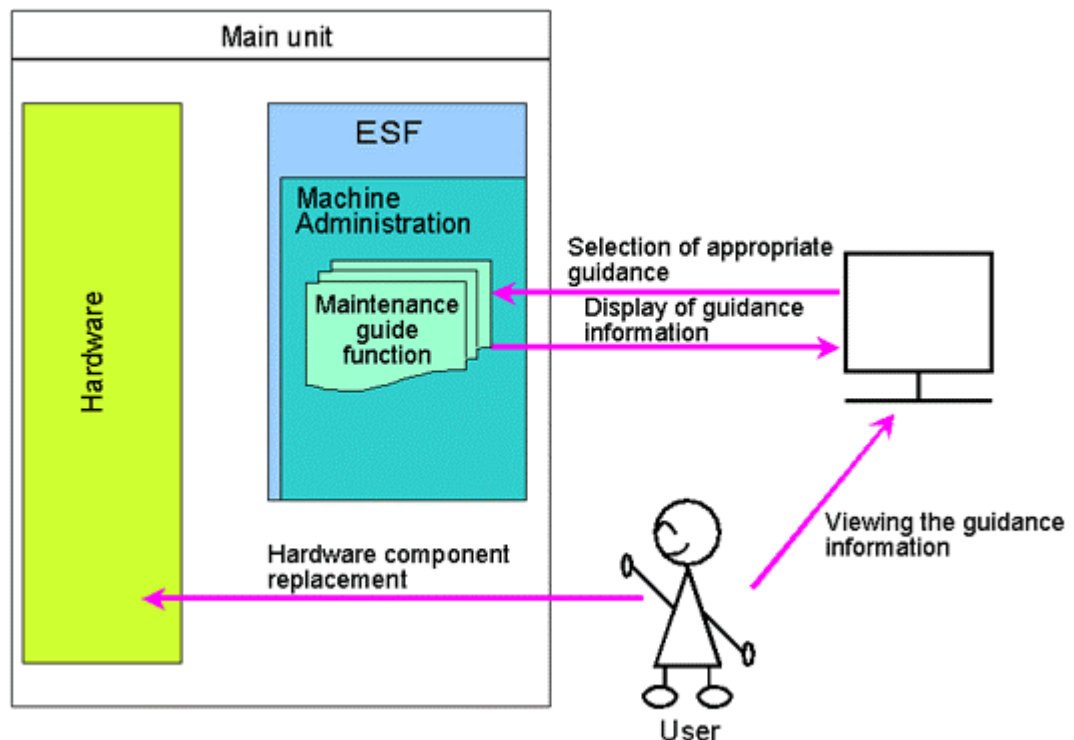 Main unit
ESF
Machine
Administration
Maintenance
guide
function
Hardware
Selection of appropriate
guidance
Display of guidance
information
Viewing the guidance
information
Hardware component
replacement
User